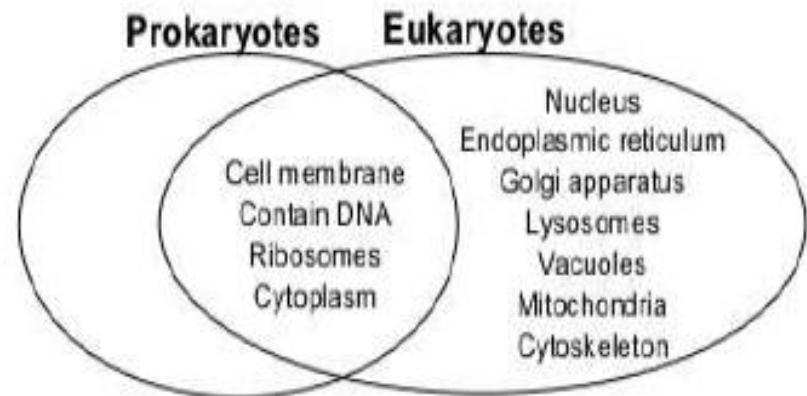 Prokaryotes Eukaryotes
Cell membrane
Contain DNA
Ribosomes
Cytoplasm
Nucleus
Endoplasmic reticulum
Golgi apparatus
Lysosomes
Vacuoles
Mitochondria
Cytoskeleton